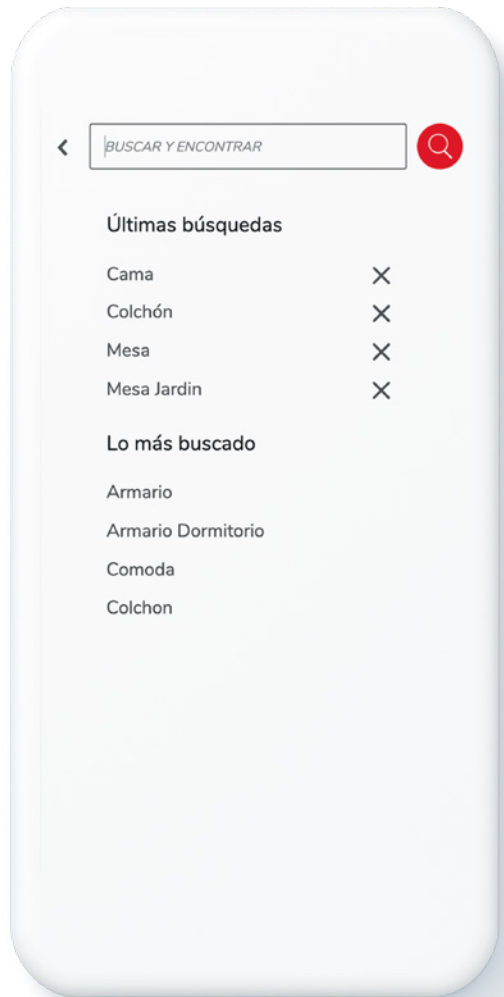 BUSCAR Y ENCONTRAR
Últimas búsquedas
Cama
Colchón
Mesa
Mesa Jardin
Lo más buscado
Armario
Armario Dormitorio
Comoda
Colchon